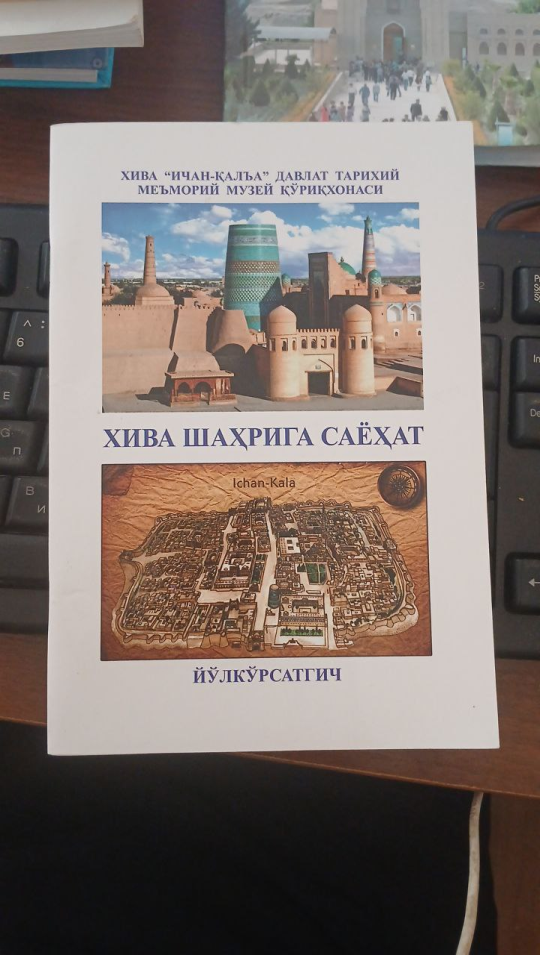 ХИВА “ИЧАН-ҚАЛЪА” ДАВЛАТ ТАРИХИЙ
МЕЪМОРИЙ МУЗЕЙ ҚЎРИҚХОНАСИ
ХИВА ШАҲРИГА САЁҲАТ
Ichan-Kala
ЙЎЛКЎРСАТГИЧ